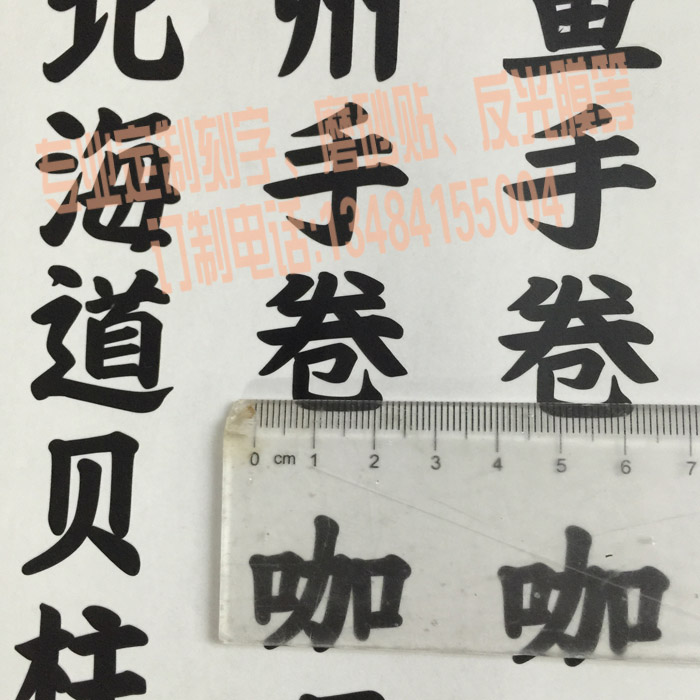 北海道贝柱
州手卷咖
手卷咖
专业定制刻字、磨砂贴、反光膜等
订制电话:13484155004
0 cm 1 2 3 4 5 6 7